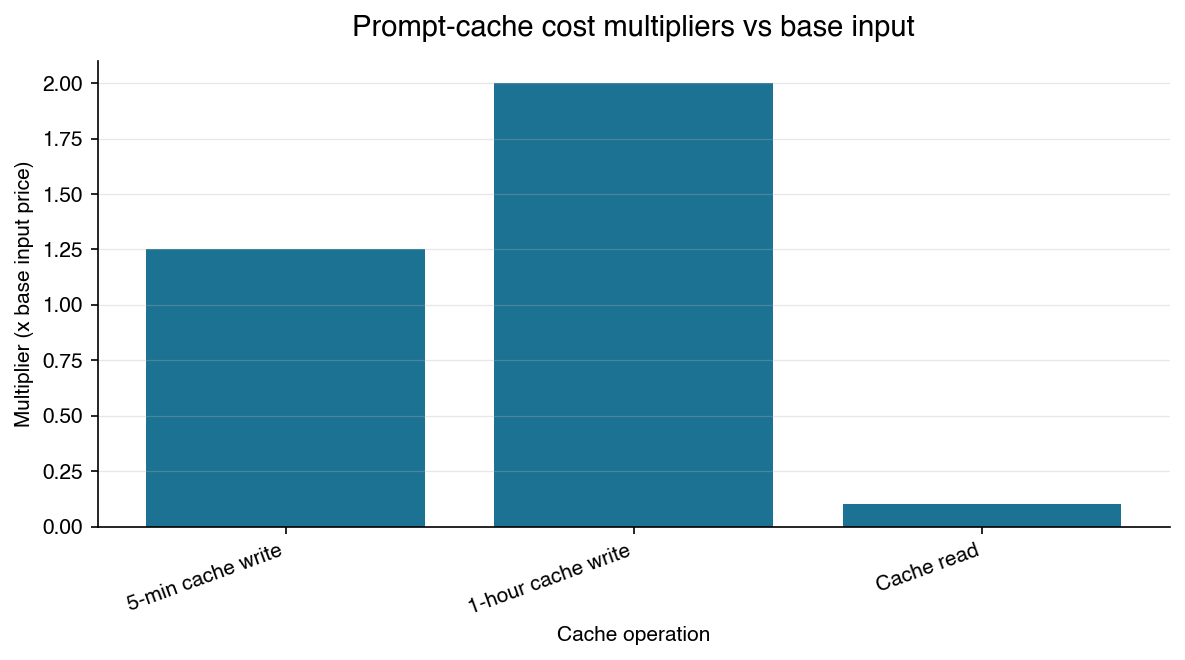 Prompt-cache cost multipliers vs base input
Multiplier (x base input price)
2.00
1.75
1.50
1.25
1.00
0.75
0.50
0.25
0.00
5-min cache write
1-hour cache write
Cache read
Cache operation